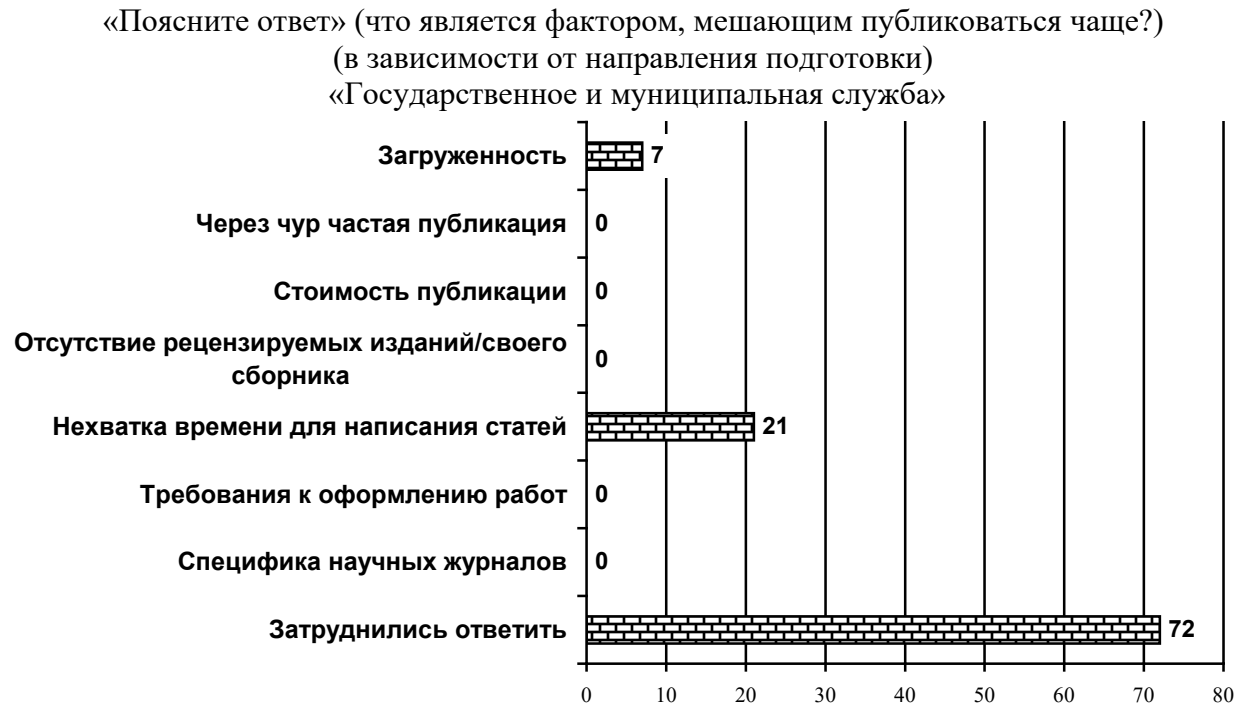 «Поясните ответ» (что является фактором, мешающим публиковаться чаще?)
(в зависимости от направления подготовки)
«Государственное и муниципальная служба»
Загруженность
7
Через чур частая публикация
0
Стоимость публикации
0
Отсутствие рецензируемых изданий/своего
сборника
0
Нехватка времени для написания статей
21
Требования к оформлению работ
0
Специфика научных журналов
0
Затруднились ответить
72
0 10 20 30 40 50 60 70 80